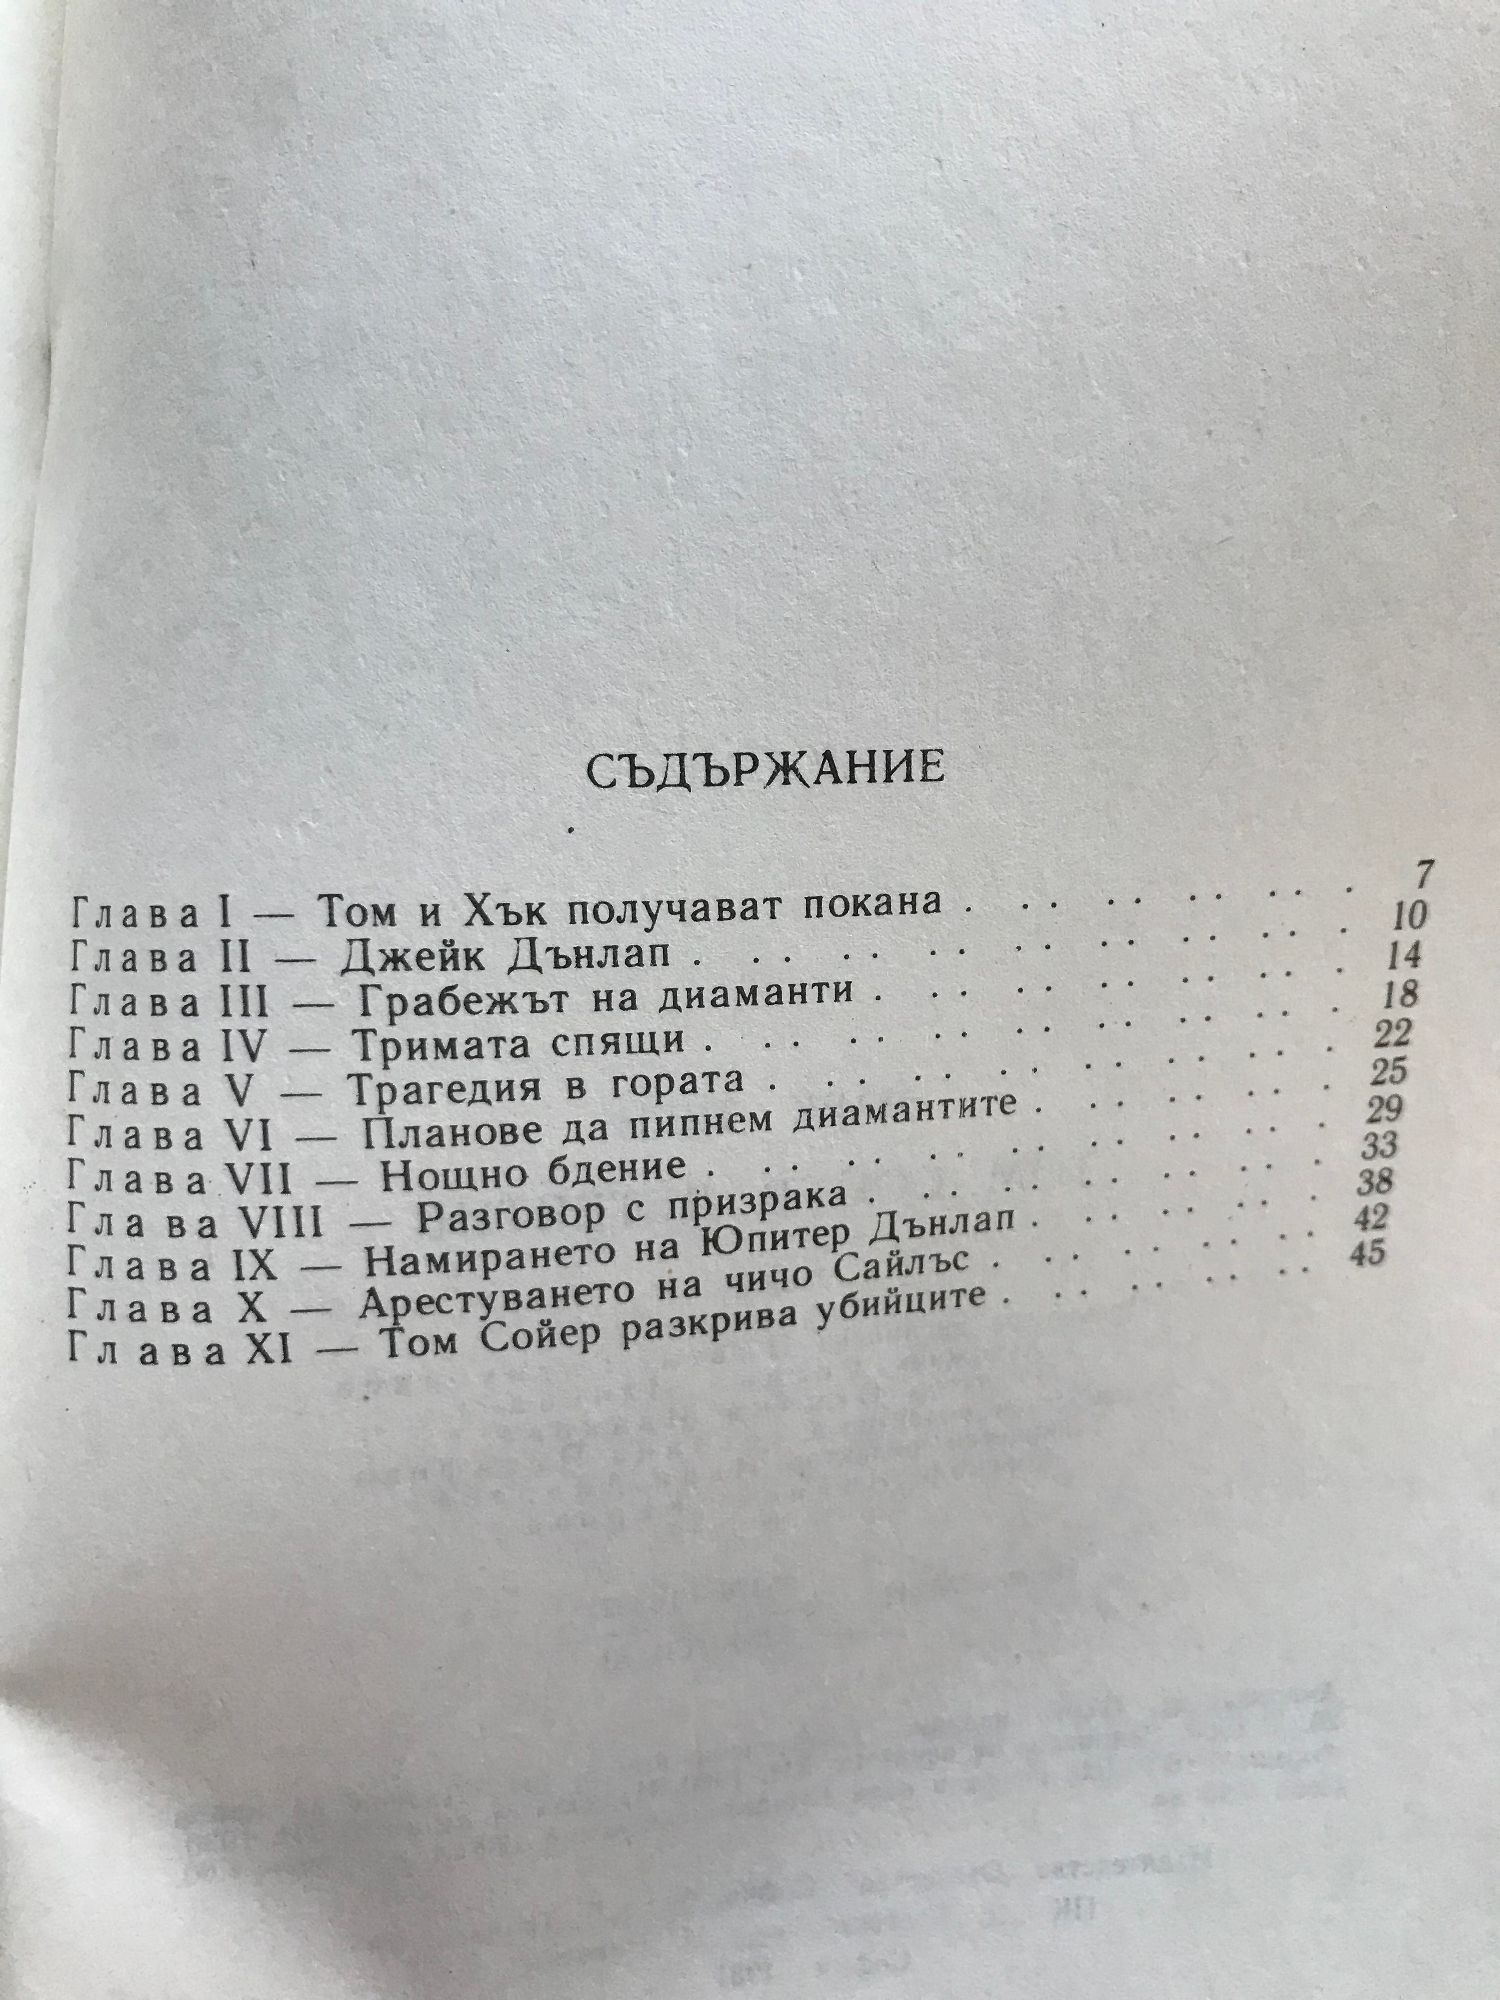 СЪДЪРЖАНИЕ
Глава I — Том и Хък получават покана . . . . . . . . . 7
Глава II — Джейк Дънлап . . . . . . . . . . . . . . 10
Глава III — Грабежът на диаманти . . . . . . . . . . 14
Глава IV — Тримата спящи . . . . . . . . . . . . . . 18
Глава V — Трагедия в гората . . . . . . . . . . . . . 22
Глава VI — Планове да пипнем диамантите . . . . . . . 25
Глава VII — Нощно бдение . . . . . . . . . . . . . . 29
Глава VIII — Разговор с призрака . . . . . . . . . . 33
Глава IX — Намирането на Юпитер Дънлап . . . . . . . 38
Глава X — Арестуването на чичо Сайлъс . . . . . . . . 42
Глава XI — Том Сойер разкрива убийците . . . . . . . 45